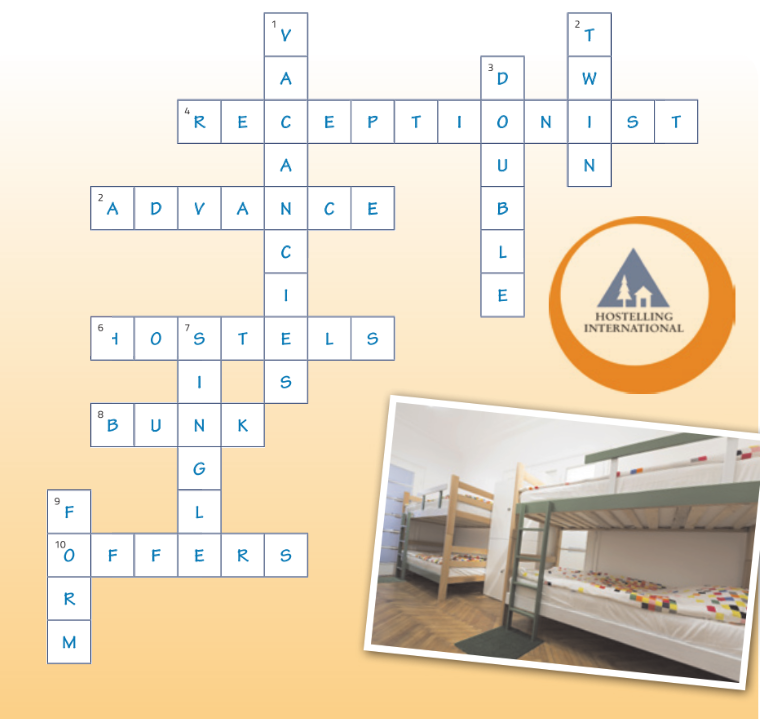 1 VACANCIES
2 TWIN
3 DOUBLE
4 RECEPTIONIST
2 ADVANCE
6 HOSTELS
7 SINGLE
8 BUNK
9 FORM
10 OFFERS
HOSTELLING
INTERNATIONAL